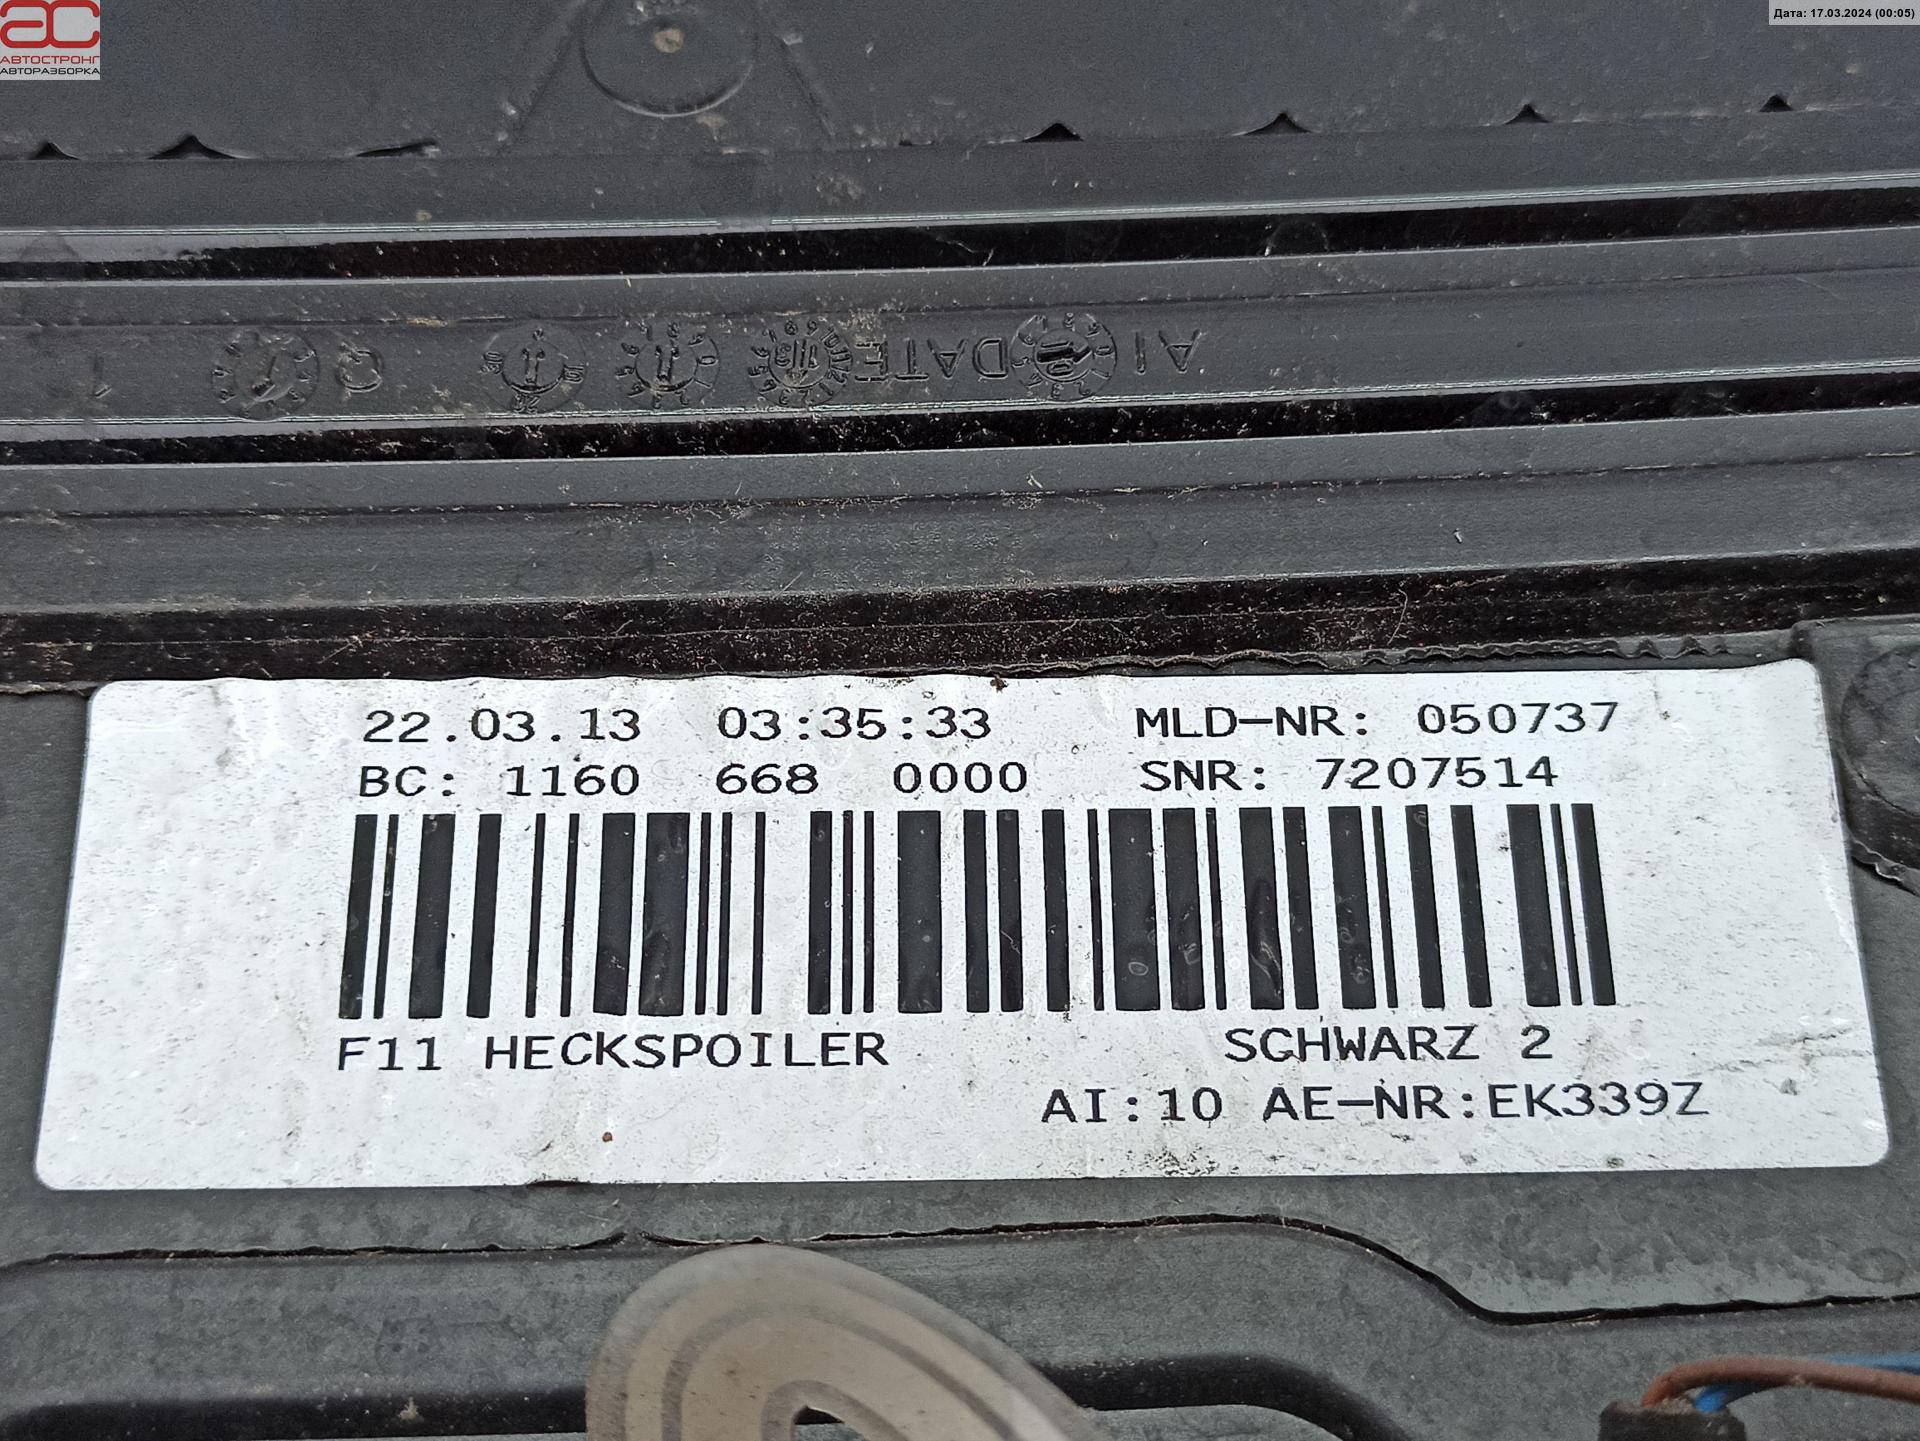 АВТОСТРОНГ
АВТОРАЗБОРКА
Дата: 17.03.2024 (00:05)
AI DATE
22.03.13 03:35:33 MLD-NR: 050737
BC: 1160 668 0000 SNR: 7207514
F11 HECKSPOILER SCHWARZ 2
AI:10 AE-NR:EK339Z